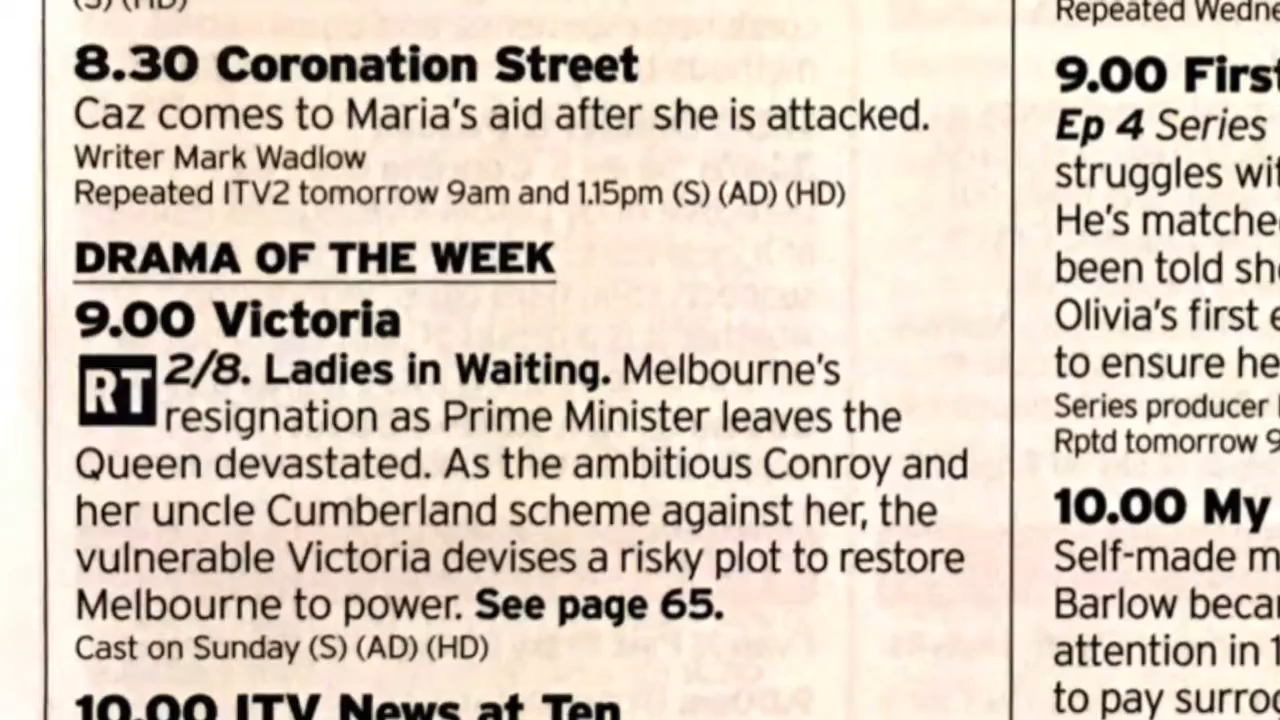 (S) (HD)
8.30 Coronation Street
Caz comes to Maria's aid after she is attacked.
Writer Mark Wadlow
Repeated ITV2 tomorrow 9am and 1.15pm (S) (AD) (HD)
DRAMA OF THE WEEK
9.00 Victoria
RT 2/8. Ladies in Waiting. Melbourne's
resignation as Prime Minister leaves the
Queen devastated. As the ambitious Conroy and
her uncle Cumberland scheme against her, the
vulnerable Victoria devises a risky plot to restore
Melbourne to power. See page 65.
Cast on Sunday (S) (AD) (HD)
10.00 ITV News at Ten
Repeated
9.00 First
Ep 4 Series
struggles
He's
been told
Olivia's first
to ensure
Series producer
Rptd tomorrow
10.00 My
Self-made
Barlow
attention in
to pay